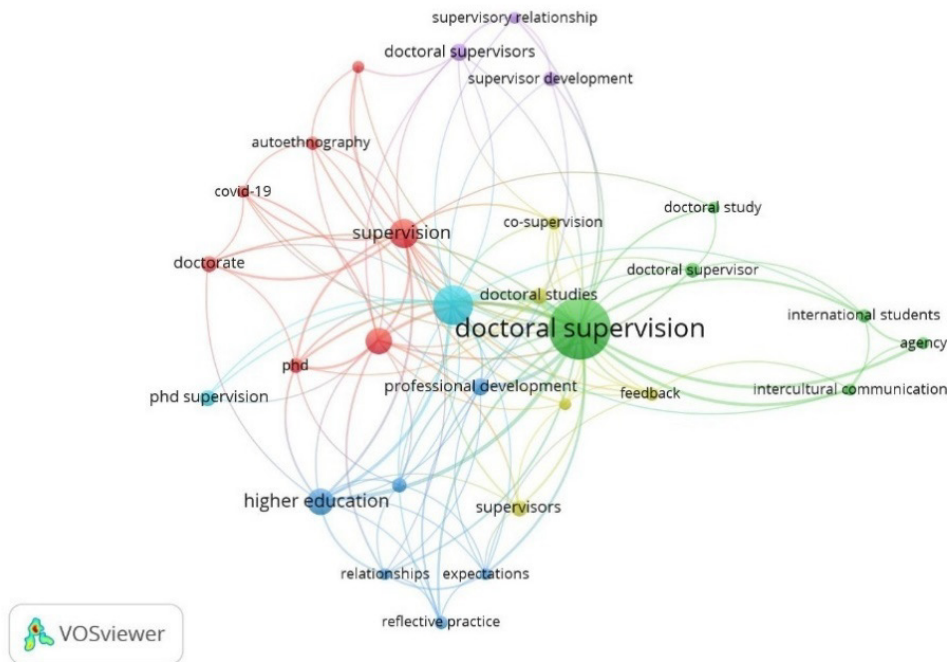 supervisory relationship
doctoral supervisors
supervisor development
autoethnography
covid-19
doctoral study
co-supervision
supervision
doctorate
doctoral supervisor
doctoral studies
international students
doctoral supervision
agency
phd
professional development
feedback
intercultural communication
phd supervision
higher education
supervisors
relationships
expectations
reflective practice
VOSviewer